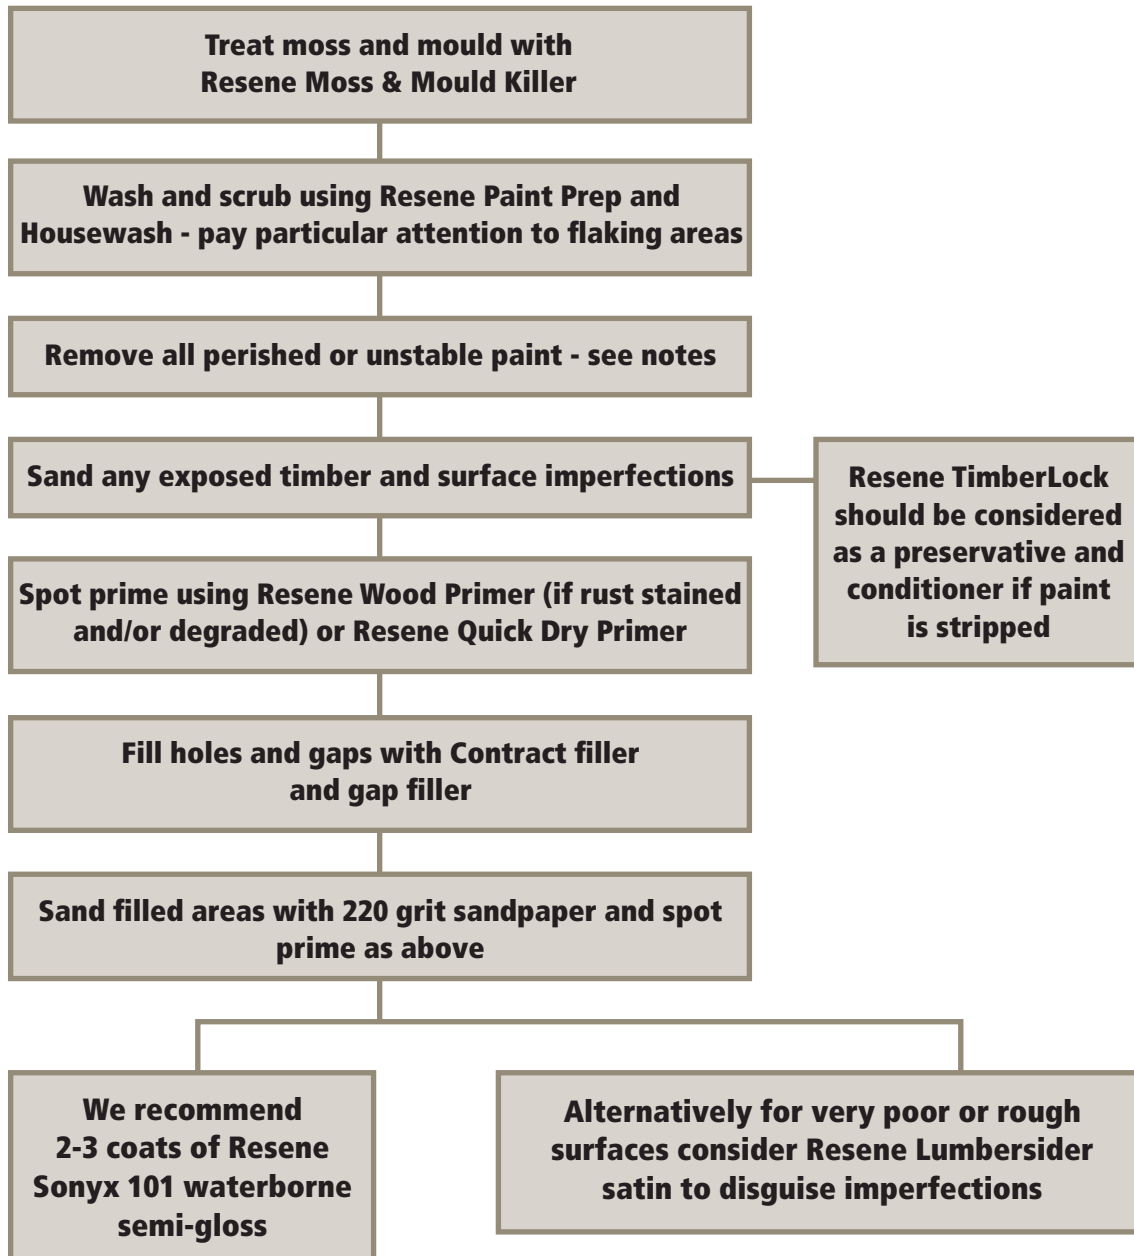 Treat moss and mould with
Resene Moss & Mould Killer
Wash and scrub using Resene Paint Prep and
Housewash - pay particular attention to flaking areas
Remove all perished or unstable paint - see notes
Sand any exposed timber and surface imperfections
Resene TimberLock
should be considered
as a preservative and
conditioner if paint
is stripped
Spot prime using Resene Wood Primer (if rust stained
and/or degraded) or Resene Quick Dry Primer
Fill holes and gaps with Contract filler
and gap filler
Sand filled areas with 220 grit sandpaper and spot
prime as above
We recommend
2-3 coats of Resene
Sonyx 101 waterborne
semi-gloss
Alternatively for very poor or rough
surfaces consider Resene Lumbersider
satin to disguise imperfections